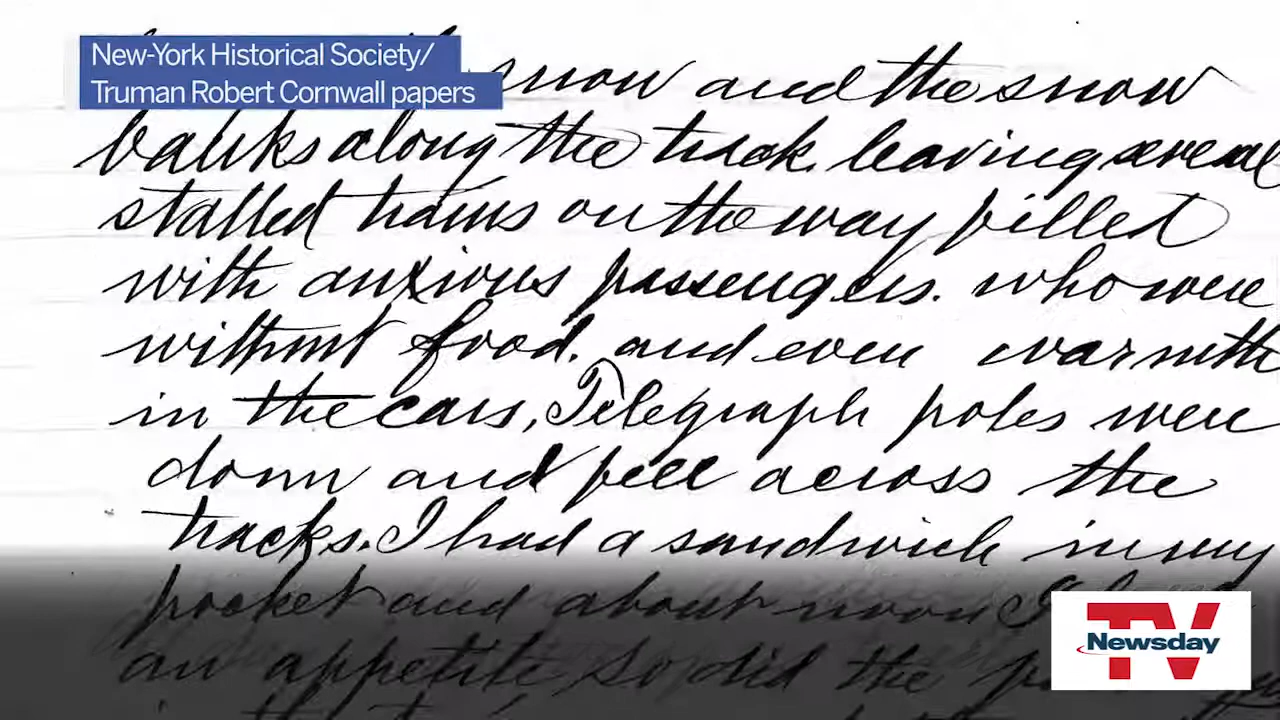 New-York Historical Society/
Truman Robert Cornwall papers
snow and the snow
banks along the track leaving several
stalled trains on the way filled
with anxious passengers. who were
without food. and even warmth
in the cars, Telegraph poles were
down and fell across the
tracks. I had a sandwich in my
pocket and about noon I
an appetite, so did the
TV
Newsday